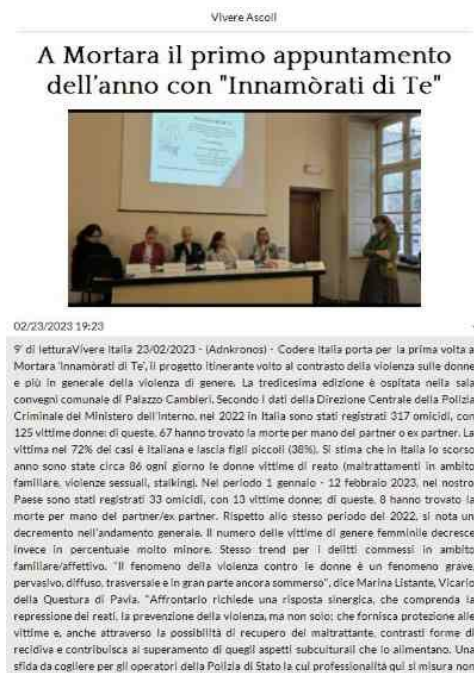 Vivere Ascoli
A Mortara il primo appuntamento
dell'anno con "Innamòrati di Te"
02/23/2023 19:23
9' di letturaVivere Italia 23/02/2023 - (Adnkronos) - Codere Italia porta per la prima volta a
Mortara 'Innamòrati di Te', il progetto itinerante volto al contrasto della violenza sulle donne
e più in generale della violenza di genere. La tredicesima edizione è ospitata nella sala
convegni comunale di Palazzo Cambieri. Secondo i dati della Direzione Centrale della Polizia
Criminale del Ministero dell'Interno, nel 2022 in Italia sono stati registrati 317 omicidi, con
125 vittime donne: di queste, 67 hanno trovato la morte per mano del partner o ex partner. La
vittima nel 72% dei casi è italiana e lascia figli piccoli (38%). Si stima che in Italia lo scorso
anno sono state circa 86 ogni giorno le donne vittime di reato (maltrattamenti in ambito
familiare, violenze sessuali, stalking). Nel periodo 1 gennaio - 12 febbraio 2023, nel nostro
Paese sono stati registrati 33 omicidi, con 13 vittime donne; di queste, 8 hanno trovato la
morte per mano del partner/ex partner. Rispetto allo stesso periodo del 2022, si nota un
decremento nell'andamento generale. Il numero delle vittime di genere femminile decresce
invece in percentuale molto minore. Stesso trend per i delitti commessi in ambito
familiare/affettivo. "Il fenomeno della violenza contro le donne è un fenomeno grave,
pervasivo, diffuso, trasversale e in gran parte ancora sommerso", dice Marina Listante, Vicario
della Questura di Pavia. "Affrontarlo richiede una risposta sinergica, che comprenda la
repressione dei reati, la prevenzione della violenza, ma non solo: che fornisca protezione alle
vittime e, anche attraverso la possibilità di recupero del maltrattante, contrasti forme di
recidiva e contribuisca al superamento di quegli aspetti subculturali che lo alimentano. Una
sfida da cogliere per gli operatori della Polizia di Stato la cui professionalità qui si misura non